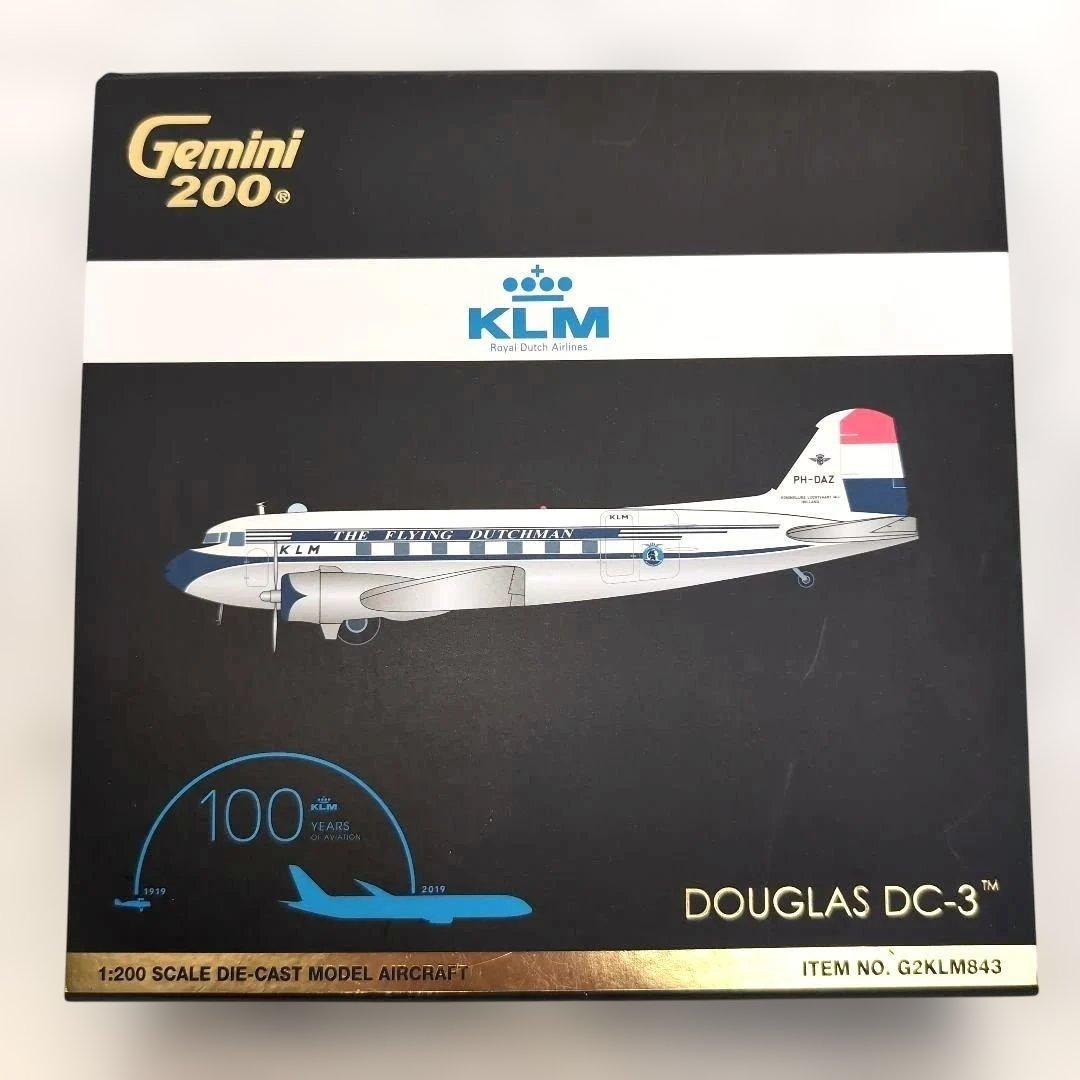 Gemini
200®
KLM
Royal Dutch Airlines
PH-DAZ
HOLLAND
KLM
THE FLYING DUTCHMAN
KLM
100 KLM
YEARS
OF AVIATION
1919
2019
DOUGLAS DC-3™
1:200 SCALE DIE-CAST MODEL AIRCRAFT
ITEM NO. G2KLM843